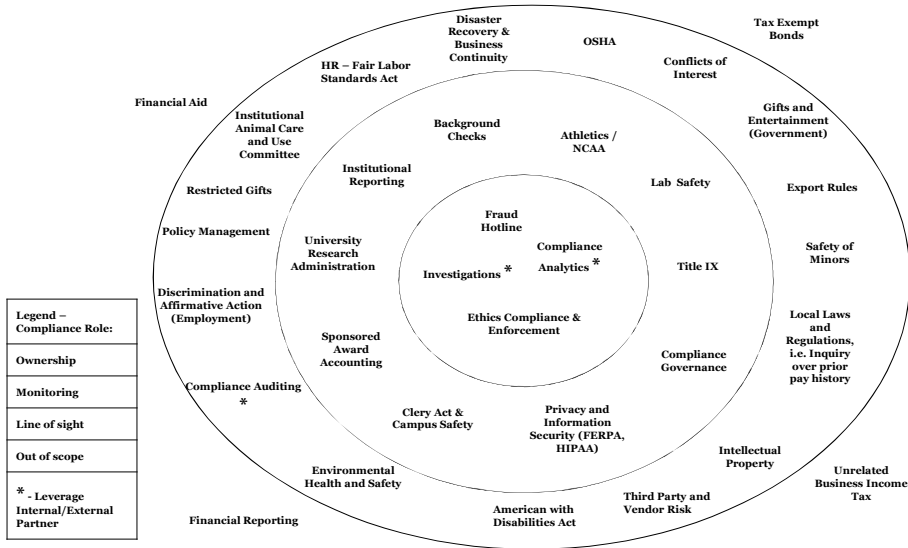 Disaster
Recovery &
Business
Continuity
OSHA
Tax Exempt
Bonds
HR – Fair Labor
Standards Act
Conflicts of
Interest
Financial Aid
Institutional
Animal Care
and Use
Committee
Background
Checks
Athletics /
NCAA
Gifts and
Entertainment
(Government)
Institutional
Reporting
Lab Safety
Restricted Gifts
Export Rules
Fraud
Hotline
Policy Management
University
Research
Administration
Compliance
Analytics *
Investigations *
Title IX
Safety of
Minors
Discrimination and
Affirmative Action
(Employment)
Ethics Compliance &
Enforcement
Local Laws
and
Regulations,
i.e. Inquiry
over prior
pay history
Sponsored
Award
Accounting
Compliance
Governance
Compliance Auditing
*
Clery Act &
Campus Safety
Privacy and
Information
Security (FERPA,
HIPAA)
Intellectual
Property
Environmental
Health and Safety
Unrelated
Business Income
Tax
Third Party and
Vendor Risk
American with
Disabilities Act
Financial Reporting
Legend –
Compliance Role:
Ownership
Monitoring
Line of sight
Out of scope
* - Leverage
Internal/External
Partner